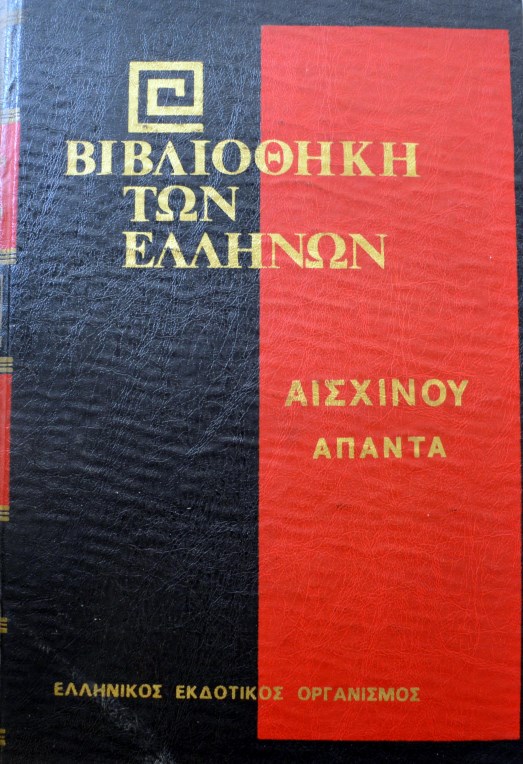 ΒΙΒΛΙΟΘΗΚΗ
ΤΩΝ
ΕΛΛΗΝΩΝ
ΑΙΣΧΙΝΟΥ
ΑΠΑΝΤΑ
ΕΛΛΗΝΙΚΟΣ ΕΚΔΟΤΙΚΟΣ ΟΡΓΑΝΙΣΜΟΣ